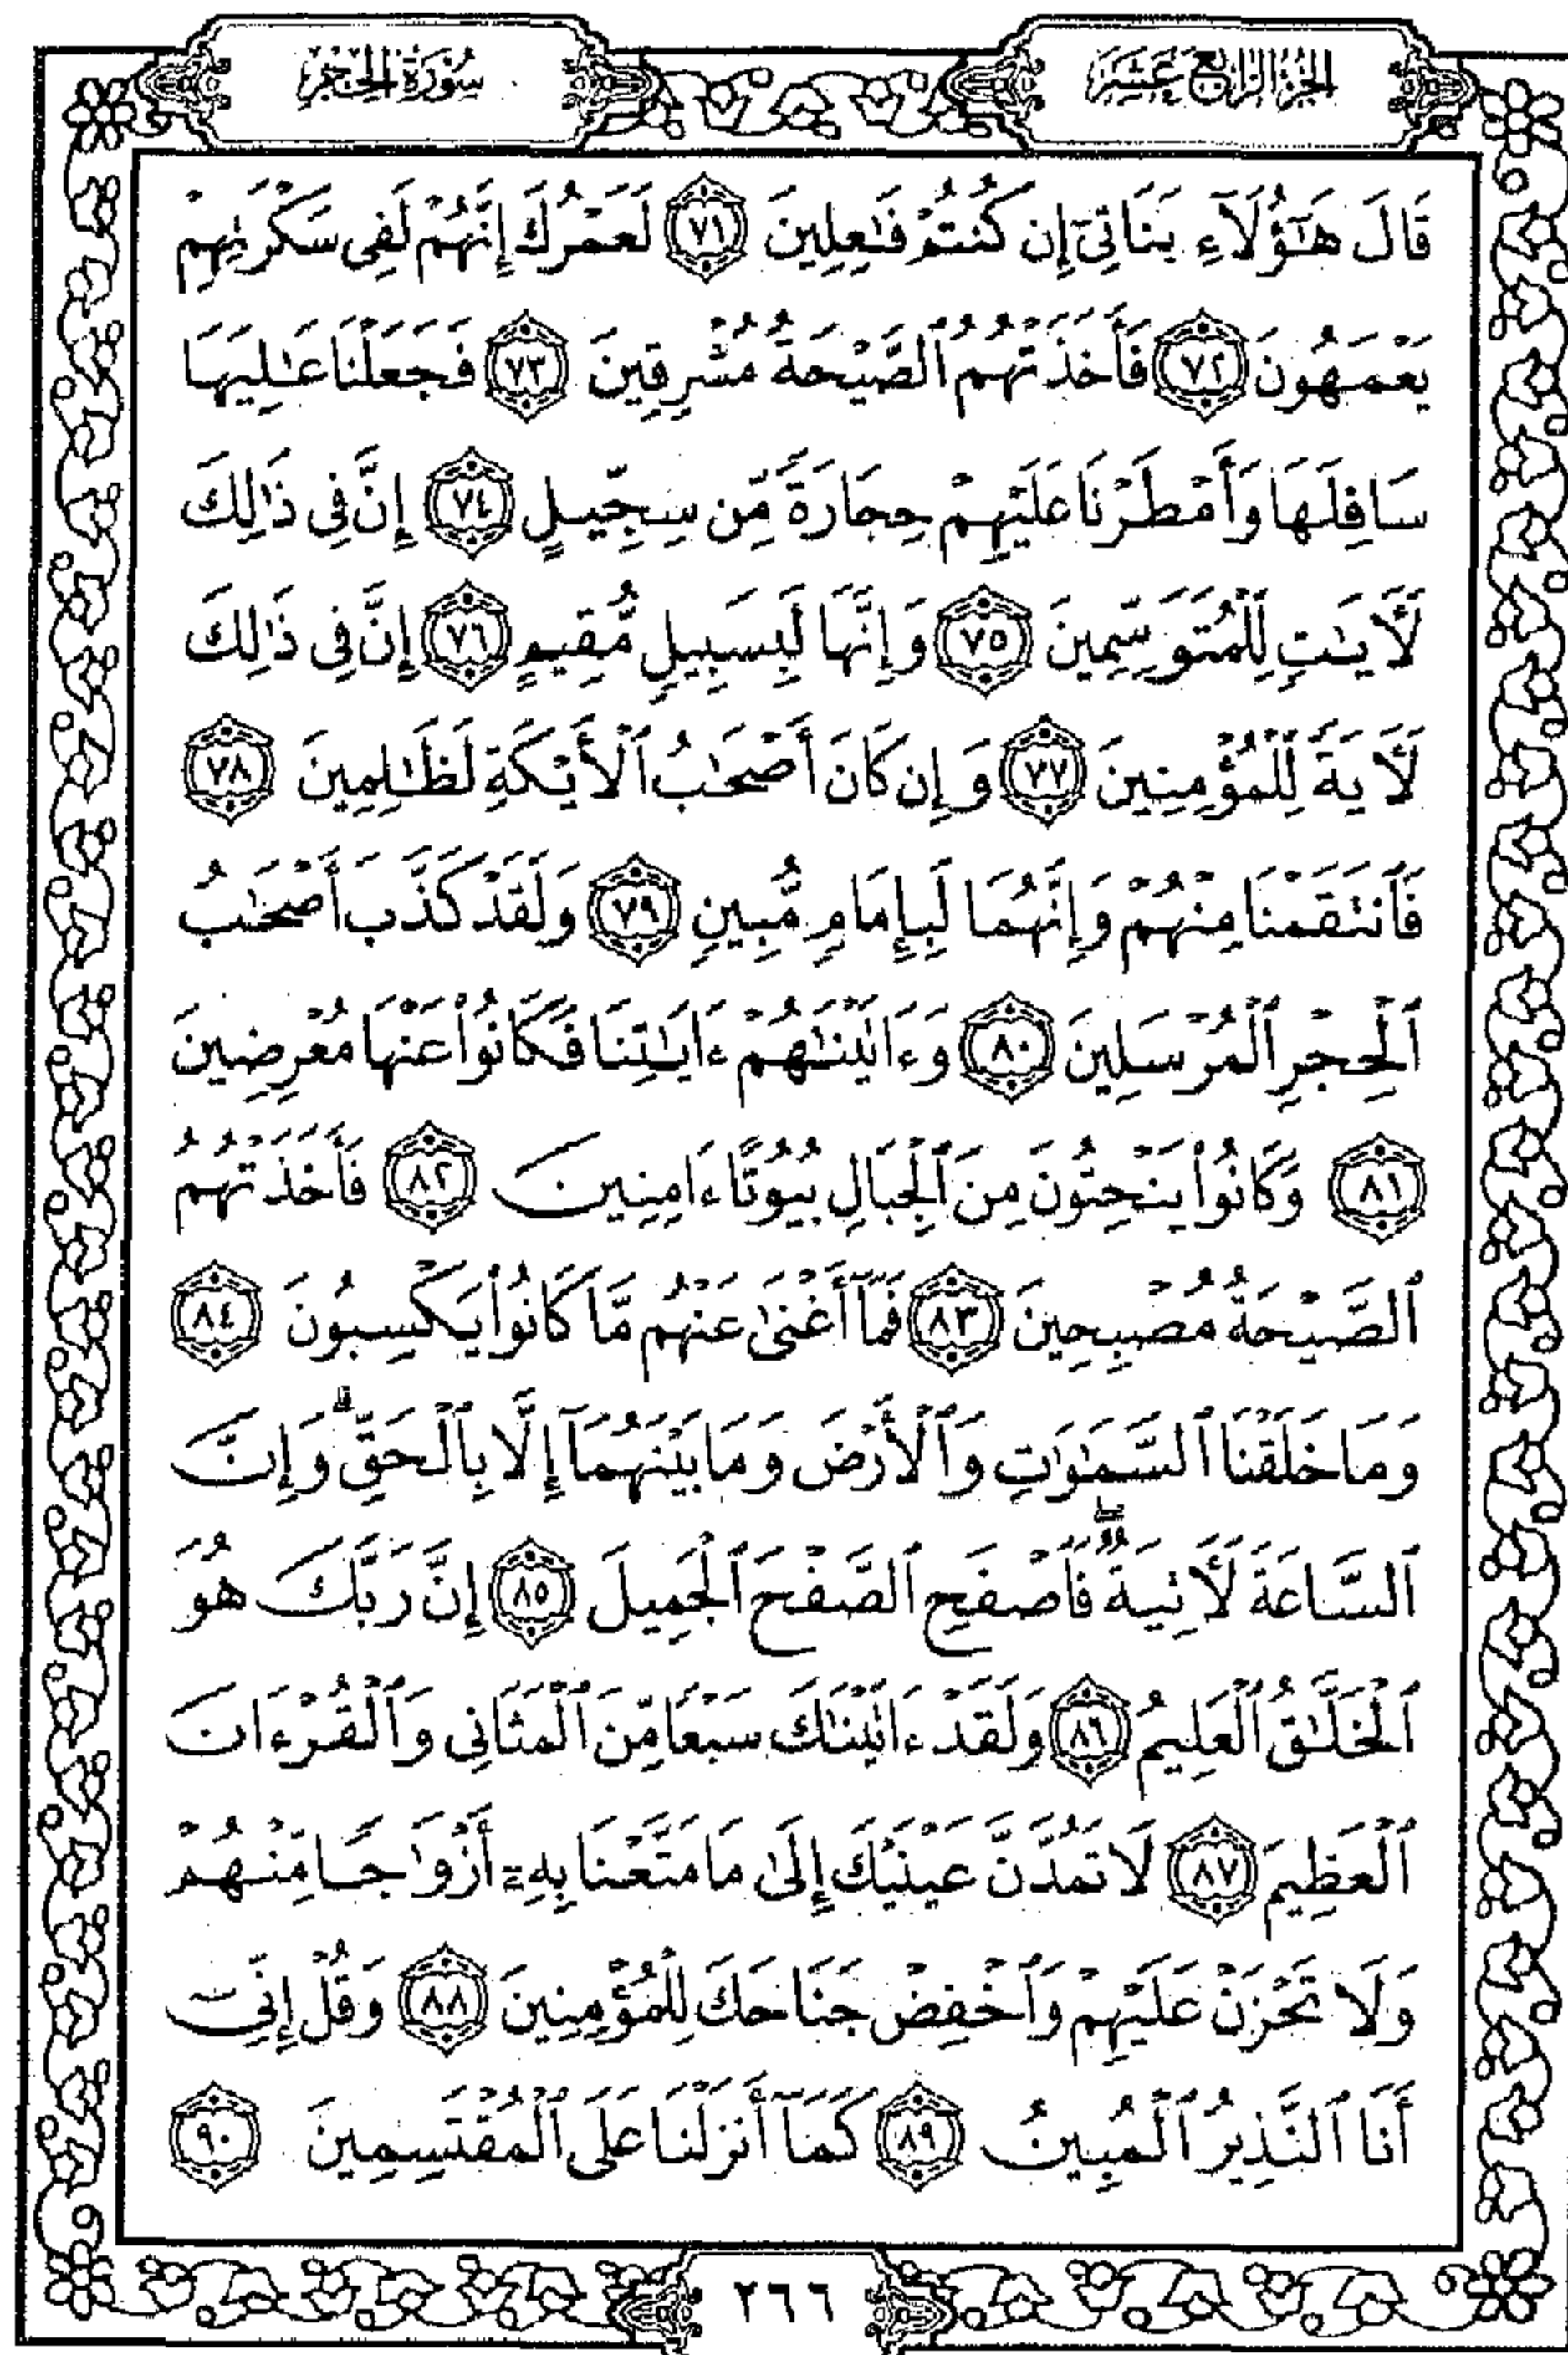 الجزء الرابع عشر
سورة الحجر
قَالَ هَٰٓؤُلَآءِ بَنَاتِىٓ إِن كُنتُمْ فَٰعِلِينَ ﴿٧١﴾ لَعَمْرُكَ إِنَّهُمْ لَفِى سَكْرَتِهِمْ
يَعْمَهُونَ ﴿٧٢﴾ فَأَخَذَتْهُمُ ٱلصَّيْحَةُ مُشْرِقِينَ ﴿٧٣﴾ فَجَعَلْنَا عَٰلِيَهَا
سَافِلَهَا وَأَمْطَرْنَا عَلَيْهِمْ حِجَارَةً مِّن سِجِّيلٍ ﴿٧٤﴾ إِنَّ فِى ذَٰلِكَ
لَأَيَٰتٍ لِّلْمُتَوَسِّمِينَ ﴿٧٥﴾ وَإِنَّهَا لَبِسَبِيلٍ مُّقِيمٍ ﴿٧٦﴾ إِنَّ فِى ذَٰلِكَ
لَأَيَةً لِّلْمُؤْمِنِينَ ﴿٧٧﴾ وَإِن كَانَ أَصْحَٰبُ ٱلْأَيْكَةِ لَظَٰلِمِينَ ﴿٧٨﴾
فَٱنتَقَمْنَا مِنْهُمْ وَإِنَّهُمَا لَبِإِمَامٍ مُّبِينٍ ﴿٧٩﴾ وَلَقَدْ كَذَّبَ أَصْحَٰبُ
ٱلْحِجْرِ ٱلْمُرْسَلِينَ ﴿٨٠﴾ وَءَاتَيْنَٰهُمْ ءَايَٰتِنَا فَكَانُوا۟ عَنْهَا مُعْرِضِينَ
﴿٨١﴾ وَكَانُوا۟ يَنْحِتُونَ مِنَ ٱلْجِبَالِ بُيُوتًا ءَامِنِينَ ﴿٨٢﴾ فَأَخَذَتْهُمُ
ٱلصَّيْحَةُ مُصْبِحِينَ ﴿٨٣﴾ فَمَآ أَغْنَىٰ عَنْهُم مَّا كَانُوا۟ يَكْسِبُونَ ﴿٨٤﴾
وَمَا خَلَقْنَا ٱلسَّمَٰوَٰتِ وَٱلْأَرْضَ وَمَا بَيْنَهُمَآ إِلَّا بِٱلْحَقِّ ۗ وَإِنَّ
ٱلسَّاعَةَ لَأَتِيَةٌ ۖ فَٱصْفَحِ ٱلصَّفْحَ ٱلْجَمِيلَ ﴿٨٥﴾ إِنَّ رَبَّكَ هُوَ
ٱلْخَلَّٰقُ ٱلْعَلِيمُ ﴿٨٦﴾ وَلَقَدْ ءَاتَيْنَٰكَ سَبْعًا مِّنَ ٱلْمَثَانِى وَٱلْقُرْءَانَ
ٱلْعَظِيمَ ﴿٨٧﴾ لَا تَمُدَّنَّ عَيْنَيْكَ إِلَىٰ مَا مَتَّعْنَا بِهِۦٓ أَزْوَٰجًا مِّنْهُمْ
وَلَا تَحْزَنْ عَلَيْهِمْ وَٱخْفِضْ جَنَاحَكَ لِلْمُؤْمِنِينَ ﴿٨٨﴾ وَقُلْ إِنِّىٓ
أَنَا ٱلنَّذِيرُ ٱلْمُبِينُ ﴿٨٩﴾ كَمَآ أَنزَلْنَا عَلَى ٱلْمُقْتَسِمِينَ ﴿٩٠﴾
٢٦٦